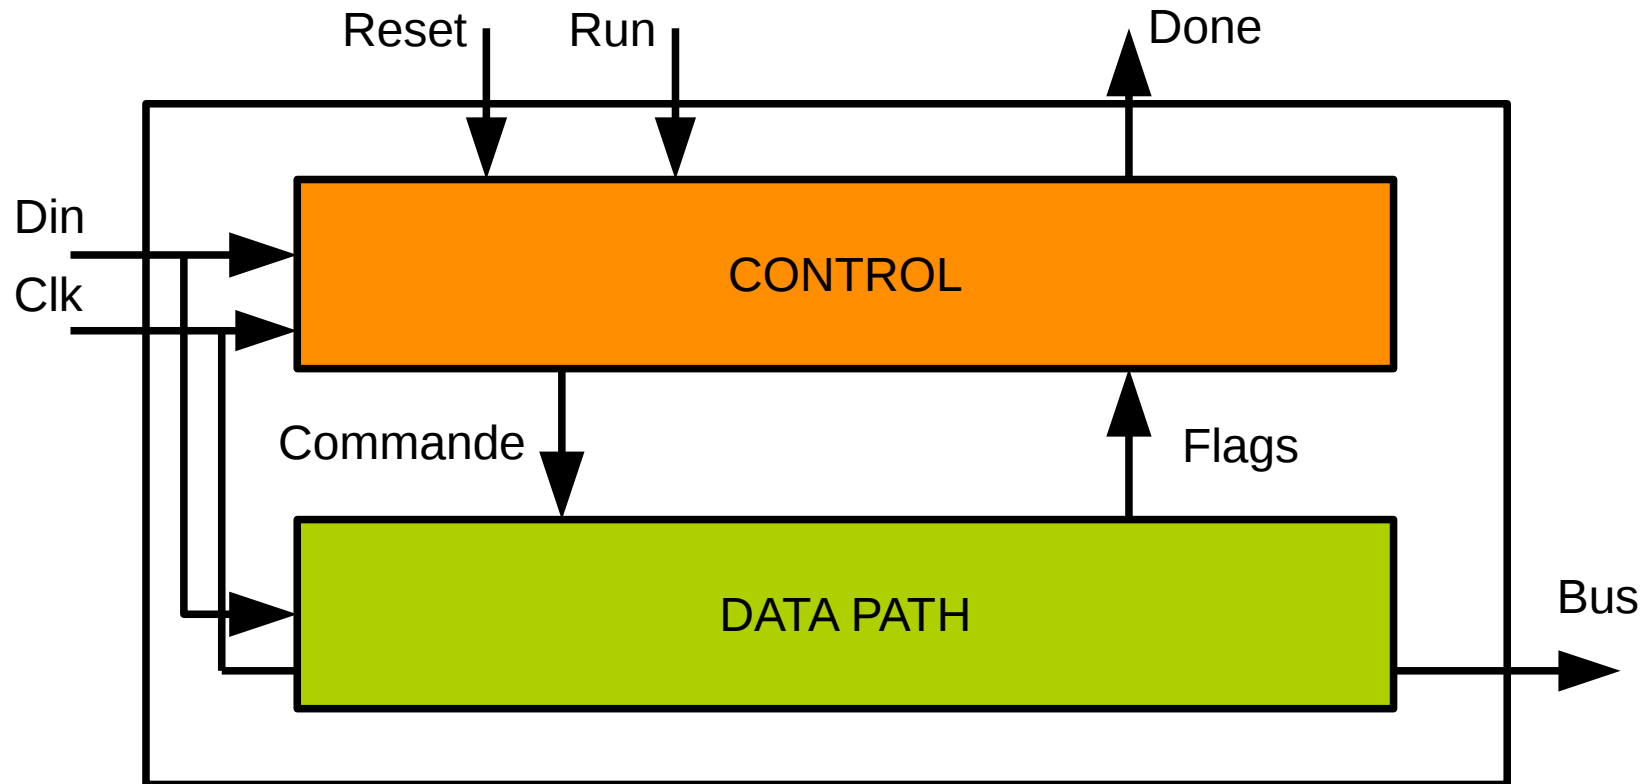 Reset
Run
Done
Din
Clk
CONTROL
Commande
Flags
DATA PATH
Bus